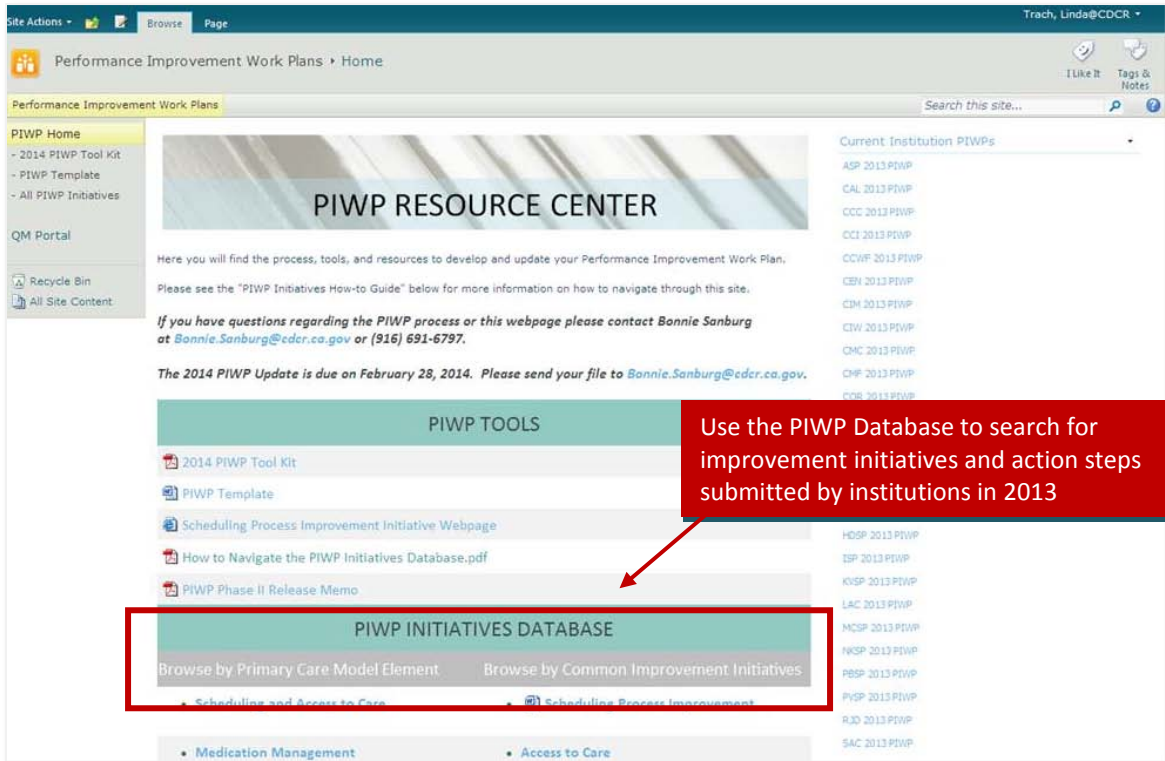 Site Actions
Browse
Page
Trach, Linda@CDCR
Performance Improvement Work Plans
Home
I Like It
Tags & Notes
Performance Improvement Work Plans
Search this site...
PIWP Home
- 2014 PIWP Tool Kit
- PIWP Template
- All PIWP Initiatives
QM Portal
Recycle Bin
All Site Content
PIWP RESOURCE CENTER
Here you will find the process, tools, and resources to develop and update your Performance Improvement Work Plan.
Please see the "PIWP Initiatives How-to Guide" below for more information on how to navigate through this site.
If you have questions regarding the PIWP process or this webpage please contact Bonnie Sanburg
at Bonnie.Sanburg@cdcr.ca.gov or (916) 691-6797.
The 2014 PIWP Update is due on February 28, 2014. Please send your file to Bonnie.Sanburg@cdcr.ca.gov.
PIWP TOOLS
2014 PIWP Tool Kit
PIWP Template
Scheduling Process Improvement Initiative Webpage
How to Navigate the PIWP Initiatives Database.pdf
PIWP Phase II Release Memo
PIWP INITIATIVES DATABASE
Browse by Primary Care Model Element
Browse by Common Improvement Initiatives
• Scheduling and Access to Care
• Scheduling Process Improvement
• Medication Management
• Access to Care
Use the PIWP Database to search for
improvement initiatives and action steps
submitted by institutions in 2013
Current Institution PIWPs
ASP 2013 PIWP
CAL 2013 PIWP
CCC 2013 PIWP
CCI 2013 PIWP
CCWF 2013 PIWP
CEN 2013 PIWP
CIM 2013 PIWP
CIW 2013 PIWP
CMC 2013 PIWP
CMF 2013 PIWP
COR 2013 PIWP
HDSP 2013 PIWP
ISP 2013 PIWP
KVSP 2013 PIWP
LAC 2013 PIWP
MCSP 2013 PIWP
NKSP 2013 PIWP
PBSP 2013 PIWP
PVSP 2013 PIWP
RJD 2013 PIWP
SAC 2013 PIWP